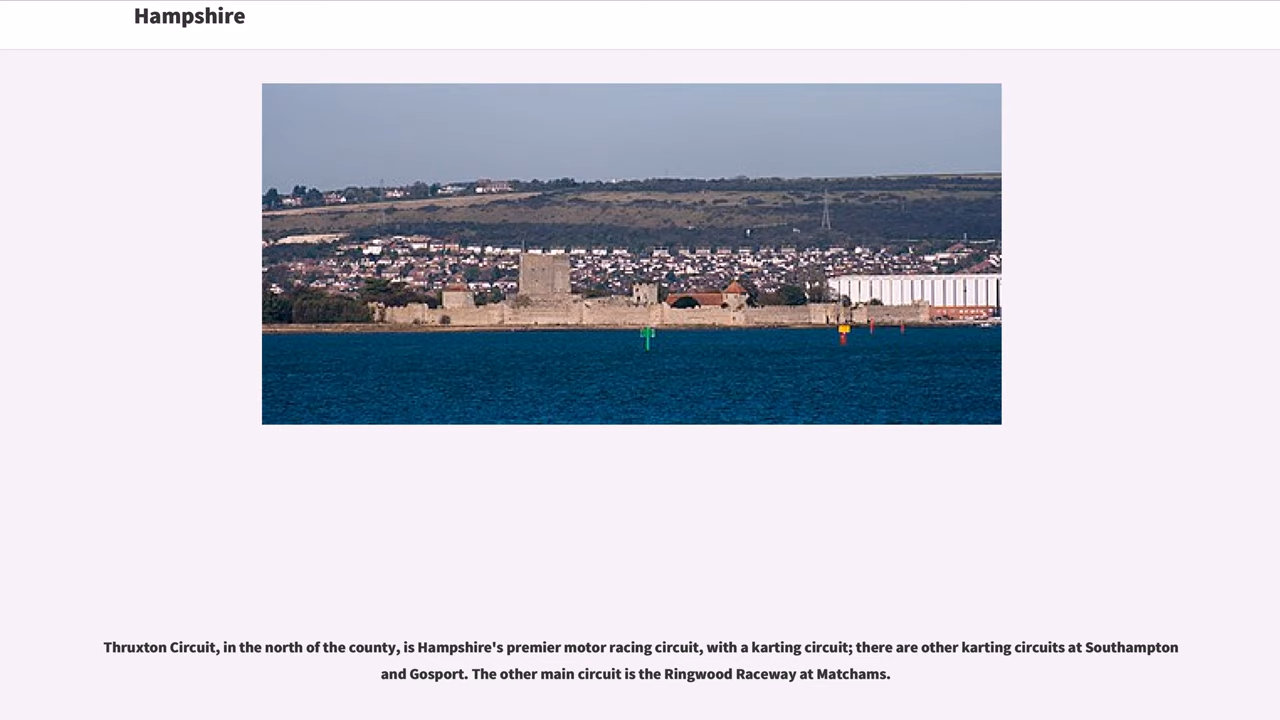 Hampshire
Thruxton Circuit, in the north of the county, is Hampshire's premier motor racing circuit, with a karting circuit; there are other karting circuits at Southampton
and Gosport. The other main circuit is the Ringwood Raceway at Matchams.